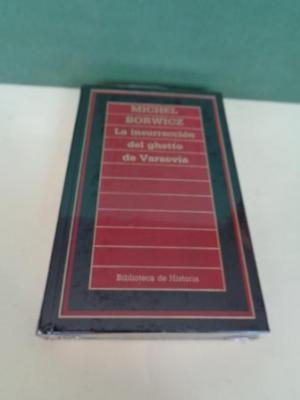 MICHEL
BORWICZ
La insurrección
del ghetto
de Varsovia
Biblioteca de Historia